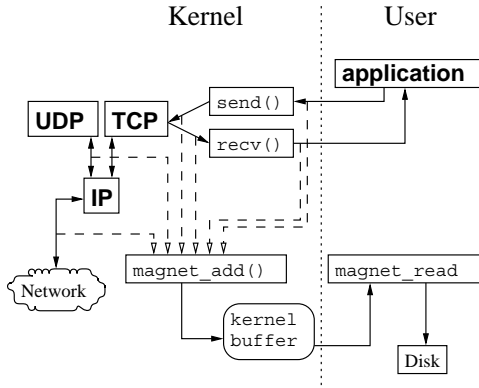 Kernel
User
application
send()
UDP
TCP
recv()
IP
magnet_add()
magnet_read
Network
kernel
buffer
Disk